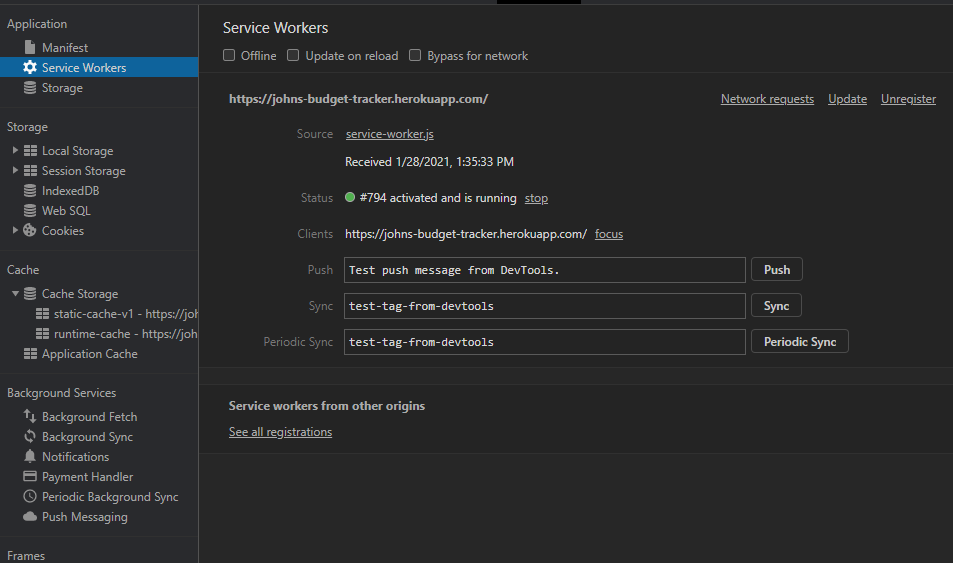 Application
Manifest
Service Workers
Storage
Storage
Local Storage
Session Storage
IndexedDB
Web SQL
Cookies
Cache
Cache Storage
static-cache-v1 - https://joh
runtime-cache - https://joh
Application Cache
Background Services
Background Fetch
Background Sync
Notifications
Payment Handler
Periodic Background Sync
Push Messaging
Frames
Service Workers
Offline Update on reload Bypass for network
https://johns-budget-tracker.herokuapp.com/ Network requests Update Unregister
Source service-worker.js
Received 1/28/2021, 1:35:33 PM
Status #794 activated and is running stop
Clients https://johns-budget-tracker.herokuapp.com/ focus
Push Test push message from DevTools. Push
Sync test-tag-from-devtools Sync
Periodic Sync test-tag-from-devtools Periodic Sync
Service workers from other origins
See all registrations